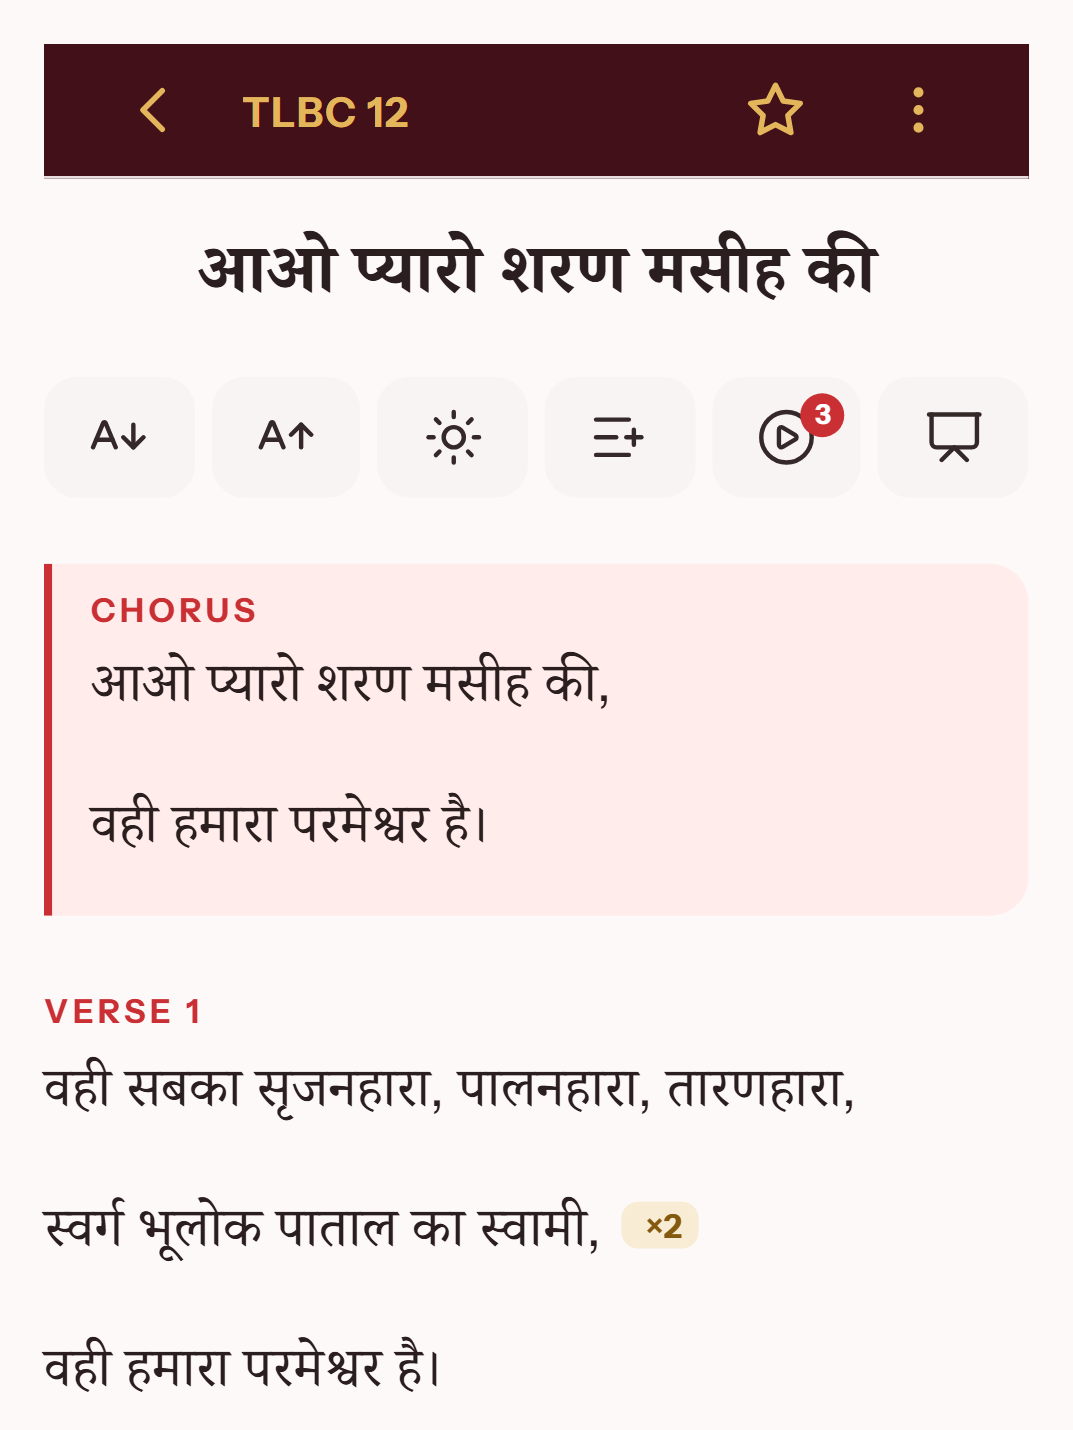 TLBC 12
आओ प्यारो शरण मसीह की
A↓ A↑ 3
CHORUS
आओ प्यारो शरण मसीह की,
वही हमारा परमेश्वर है।
VERSE 1
वही सबका सृजनहारा, पालनहारा, तारणहारा,
स्वर्ग भूलोक पाताल का स्वामी, ×2
वही हमारा परमेश्वर है।